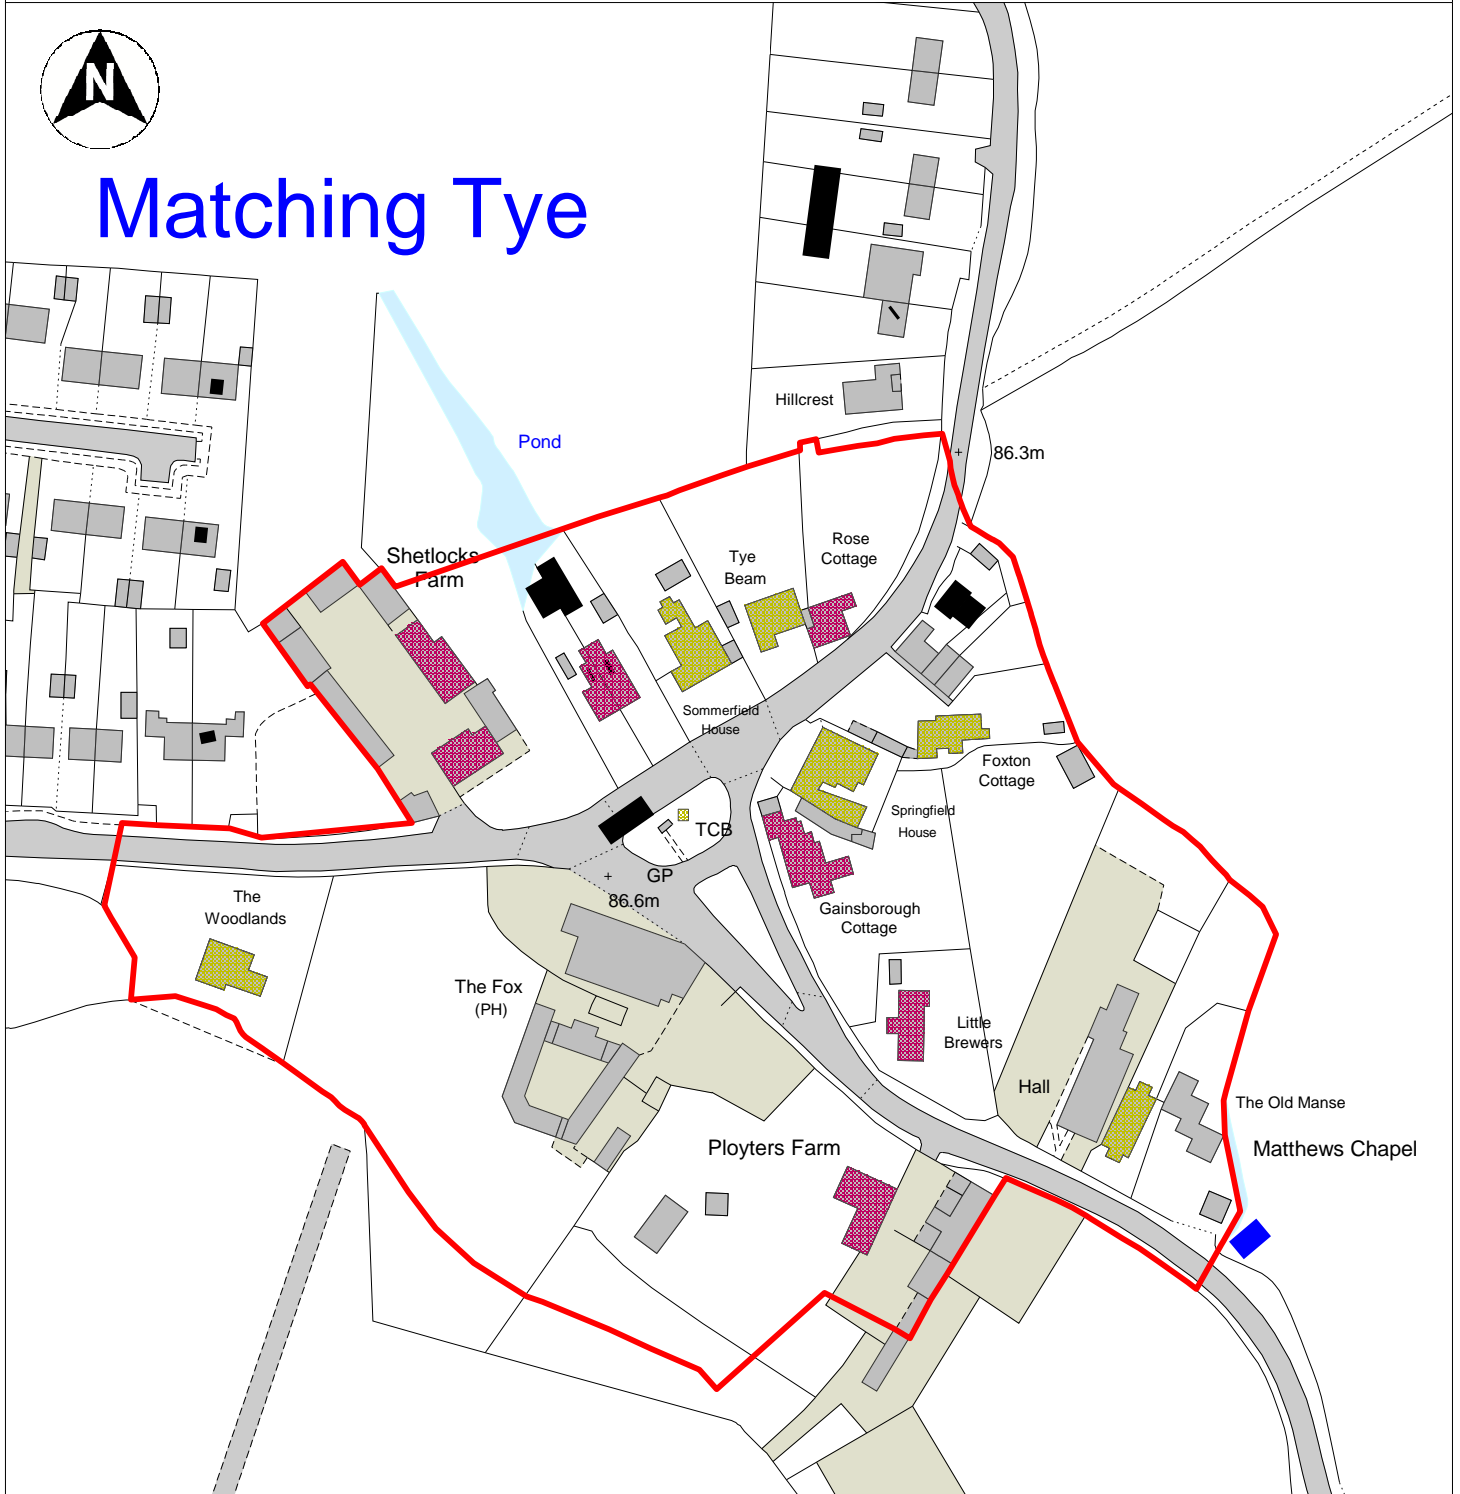 N
Matching Tye
Hillcrest
Pond
86.3m
Shetlocks
Farm
Tye
Beam
Rose
Cottage
Sommerfield
House
Foxton
Cottage
Springfield
House
TCB
GP
86.6m
The
Woodlands
Gainsborough
Cottage
The Fox
(PH)
Little
Brewers
Hall
The Old Manse
Ployters Farm
Matthews Chapel